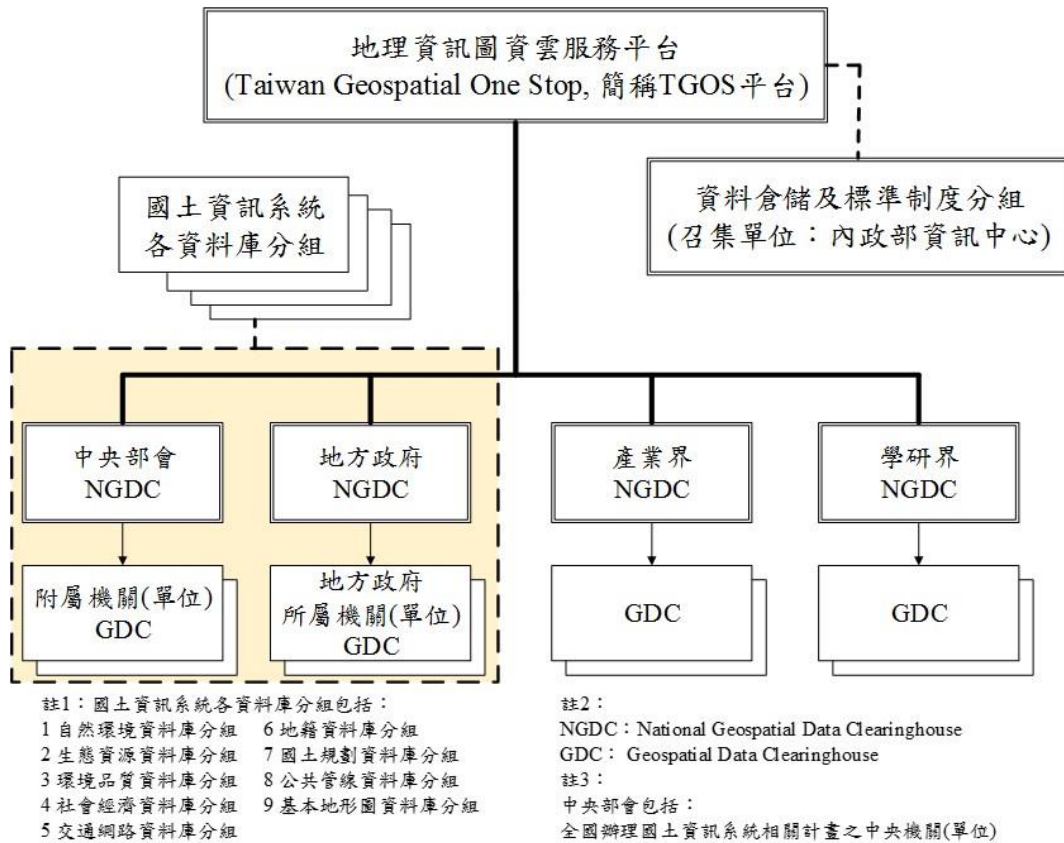 地理資訊圖資雲服務平台
(Taiwan Geospatial One Stop, 簡稱TGOS平台)
國土資訊系統
各資料庫分組
資料倉儲及標準制度分組
(召集單位：內政部資訊中心)
中央部會
NGDC
地方政府
NGDC
產業界
NGDC
學研界
NGDC
附屬機關(單位)
GDC
地方政府
所屬機關(單位)
GDC
GDC
GDC
註1：國土資訊系統各資料庫分組包括：
1 自然環境資料庫分組
2 生態資源資料庫分組
3 環境品質資料庫分組
4 社會經濟資料庫分組
5 交通網路資料庫分組
6 地籍資料庫分組
7 國土規劃資料庫分組
8 公共管線資料庫分組
9 基本地形圖資料庫分組
註2：
NGDC：National Geospatial Data Clearinghouse
GDC： Geospatial Data Clearinghouse
註3：
中央部會包括：
全國辦理國土資訊系統相關計畫之中央機關(單位)